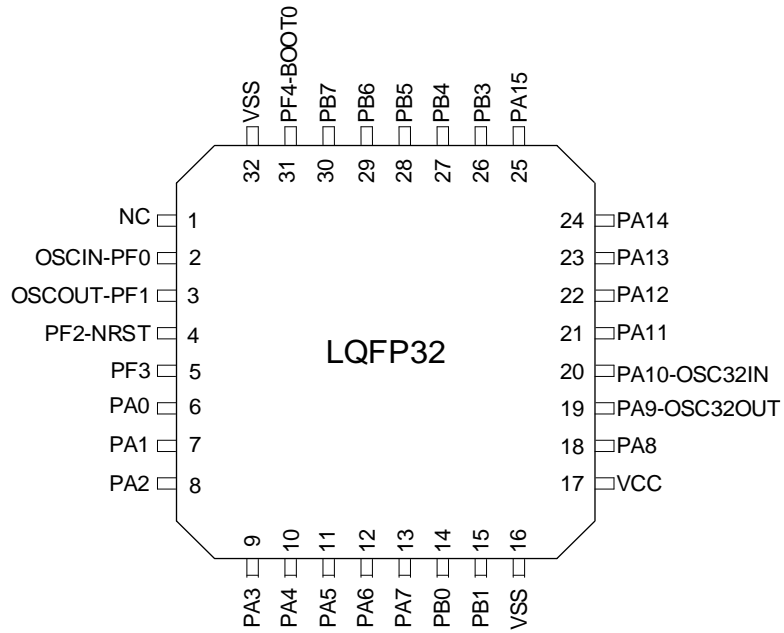 VSS
PF4-BOOT0
PB7
PB6
PB5
PB4
PB3
PA15
32
31
30
29
28
27
26
25
NC 1
OSCIN-PF0 2
OSCOUT-PF1 3
PF2-NRST 4
PF3 5
PA0 6
PA1 7
PA2 8
LQFP32
24 PA14
23 PA13
22 PA12
21 PA11
20 PA10-OSC32IN
19 PA9-OSC32OUT
18 PA8
17 VCC
9
10
11
12
13
14
15
16
PA3
PA4
PA5
PA6
PA7
PB0
PB1
VSS